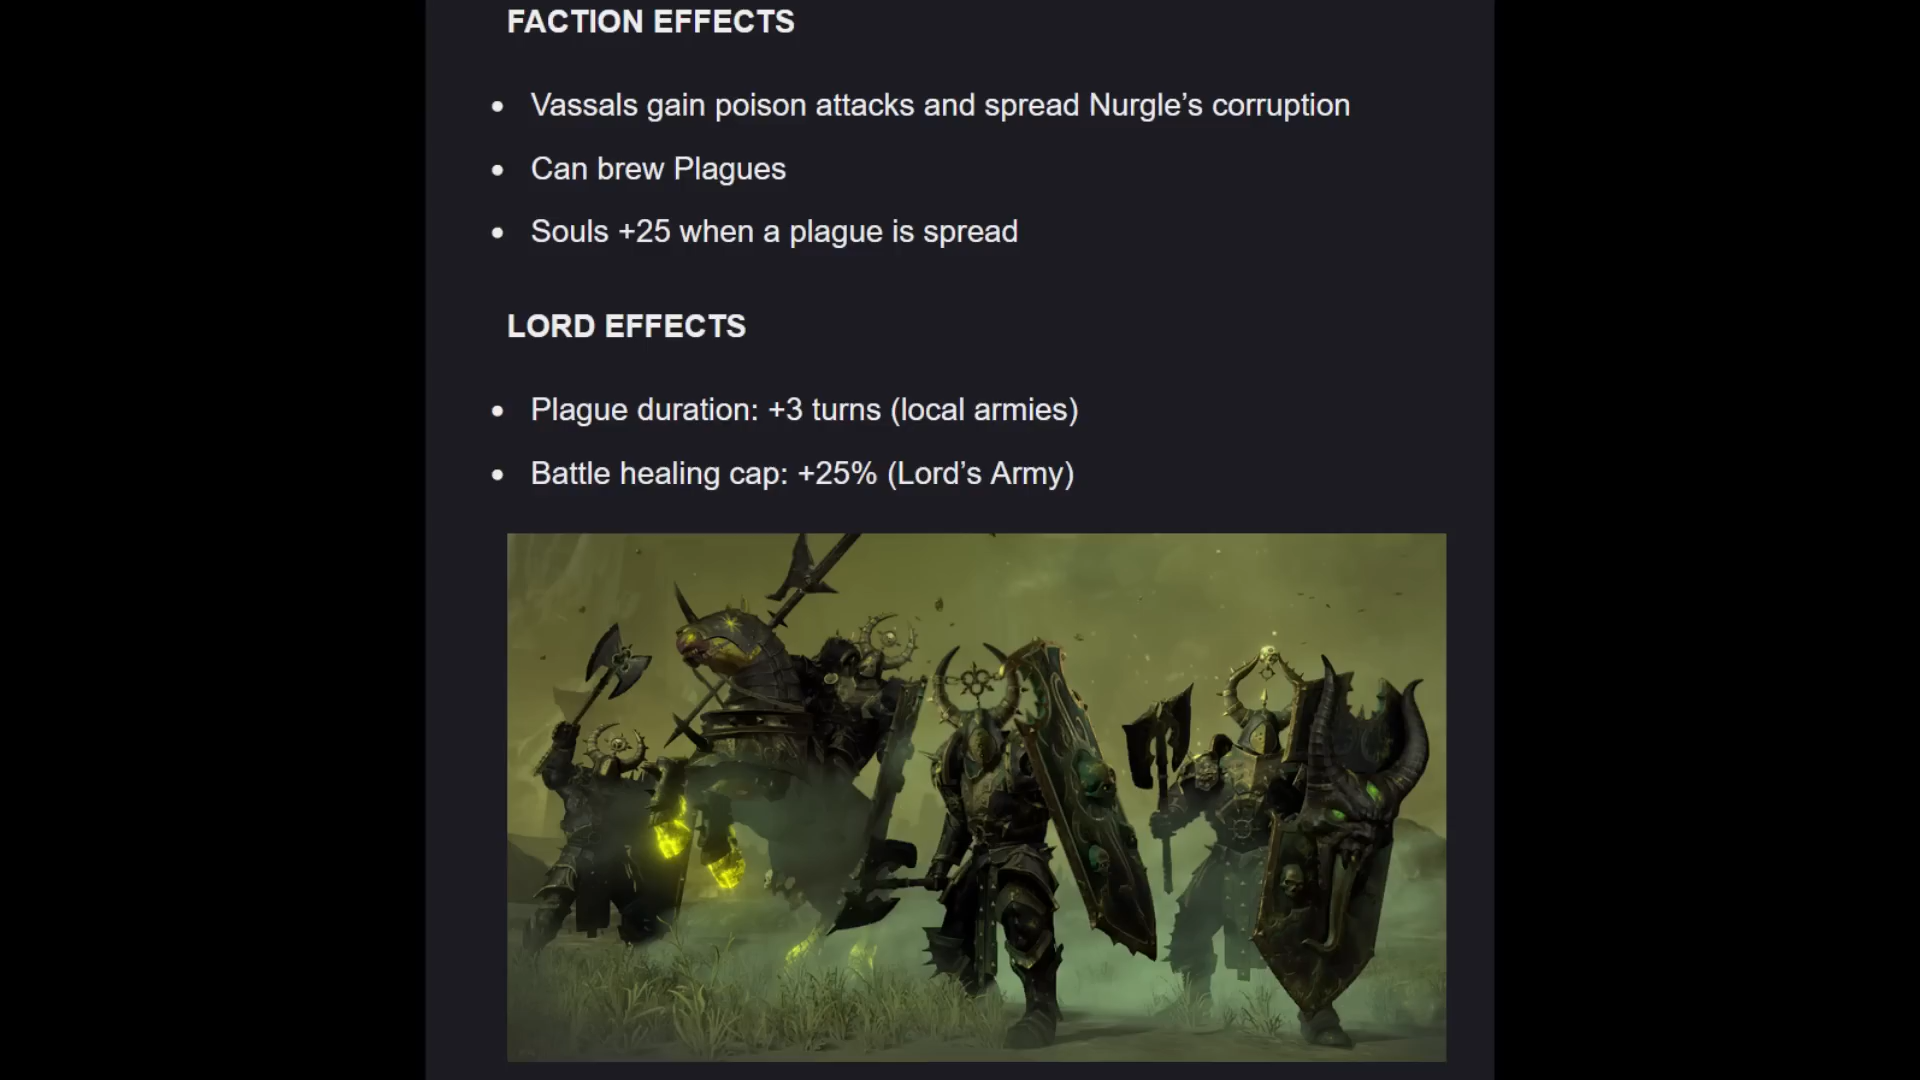 FACTION EFFECTS
• Vassals gain poison attacks and spread Nurgle’s corruption
• Can brew Plagues
• Souls +25 when a plague is spread
LORD EFFECTS
• Plague duration: +3 turns (local armies)
• Battle healing cap: +25% (Lord’s Army)